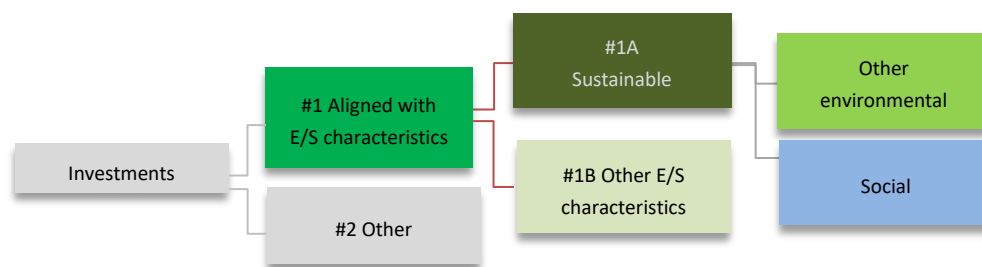 Investments
#1 Aligned with
E/S characteristics
#2 Other
#1A
Sustainable
#1B Other E/S
characteristics
Other
environmental
Social